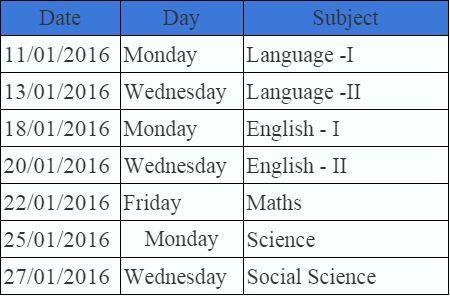 Date Day Subject
11/01/2016 Monday Language -I
13/01/2016 Wednesday Language -II
18/01/2016 Monday English - I
20/01/2016 Wednesday English - II
22/01/2016 Friday Maths
25/01/2016 Monday Science
27/01/2016 Wednesday Social Science